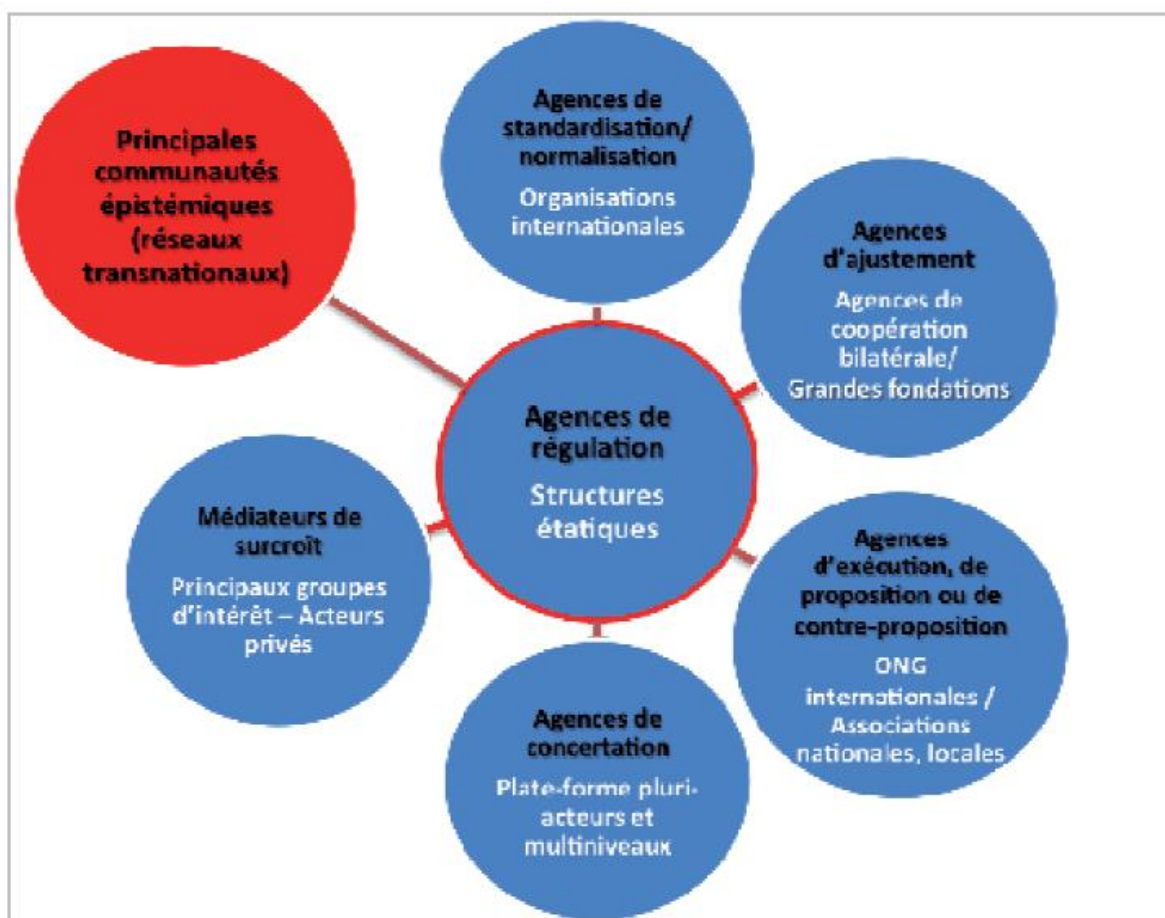 Principales
communautés
épistémiques
(réseaux
transnationaux)
Agences de
standardisation/
normalisation
Organisations
internationales
Agences
d'ajustement
Agences de
coopération
bilatérale/
Grandes fondations
Agences de
régulation
Structures
étatiques
Médiateurs de
surcroît
Principaux groupes
d'intérêt – Acteurs
privés
Agences
d'exécution, de
proposition ou de
contre-proposition
ONG
internationales /
Associations
nationales, locales
Agences de
concertation
Plate-forme pluri-
acteurs et
multiniveaux